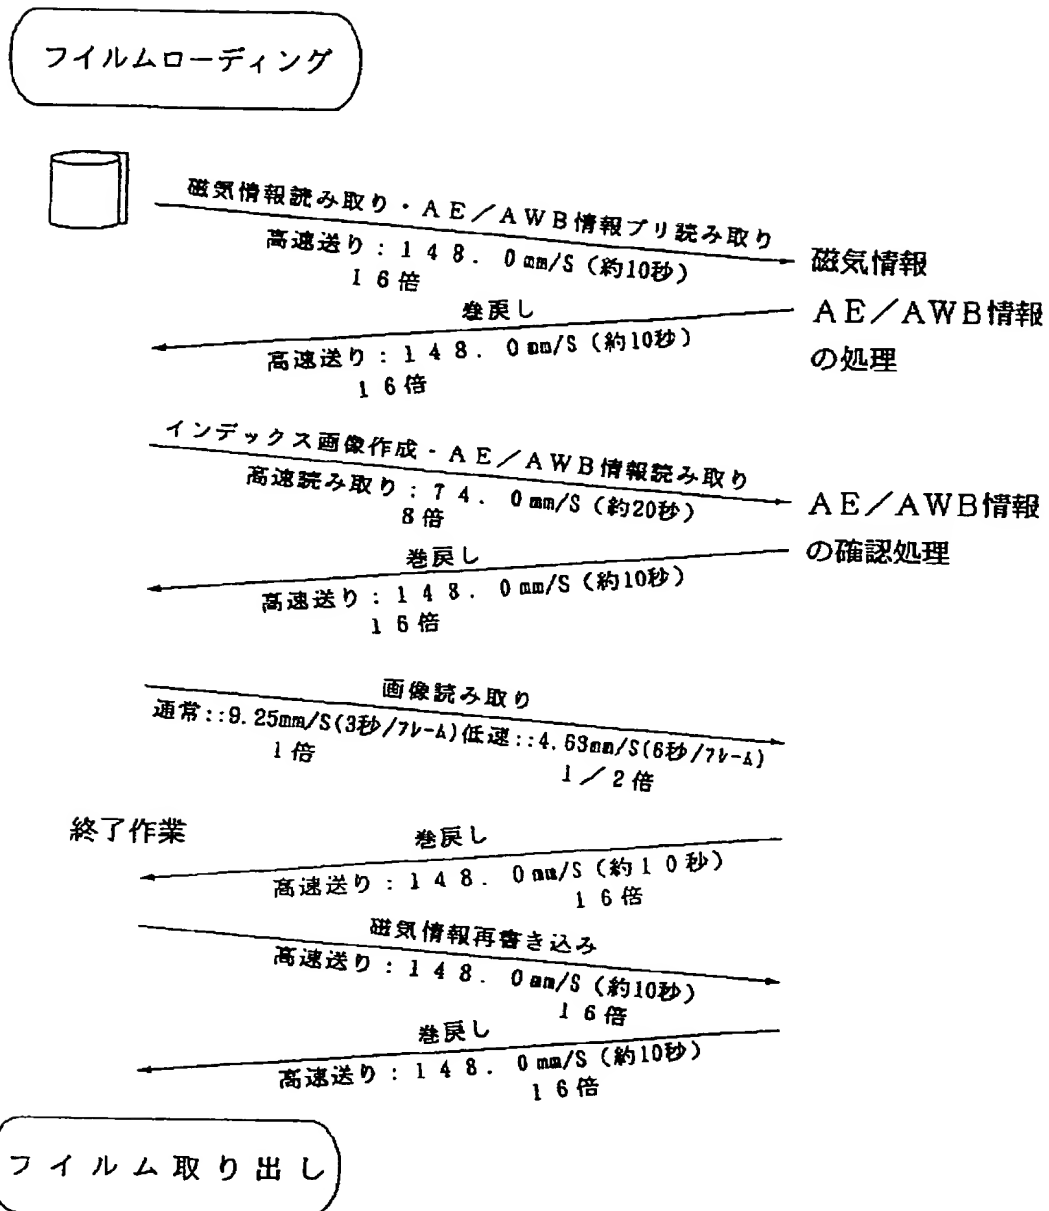 フイルムローディング
磁気情報読み取り・AE/AWB情報プリ読み取り
高速送り:148.0mm/S(約10秒)
16倍
磁気情報
巻戻し
高速送り:148.0mm/S(約10秒)
16倍
AE/AWB情報
の処理
インデックス画像作成・AE/AWB情報読み取り
高速読み取り:74.0mm/S(約20秒)
8倍
AE/AWB情報
の確認処理
巻戻し
高速送り:148.0mm/S(約10秒)
16倍
画像読み取り
通常::9.25mm/S(3秒/フレーム)低速::4.63mm/S(6秒/フレーム)
1倍
1/2倍
終了作業
巻戻し
高速送り:148.0mm/S(約10秒)
16倍
磁気情報再書き込み
高速送り:148.0mm/S(約10秒)
16倍
巻戻し
高速送り:148.0mm/S(約10秒)
16倍
フイルム取り出し